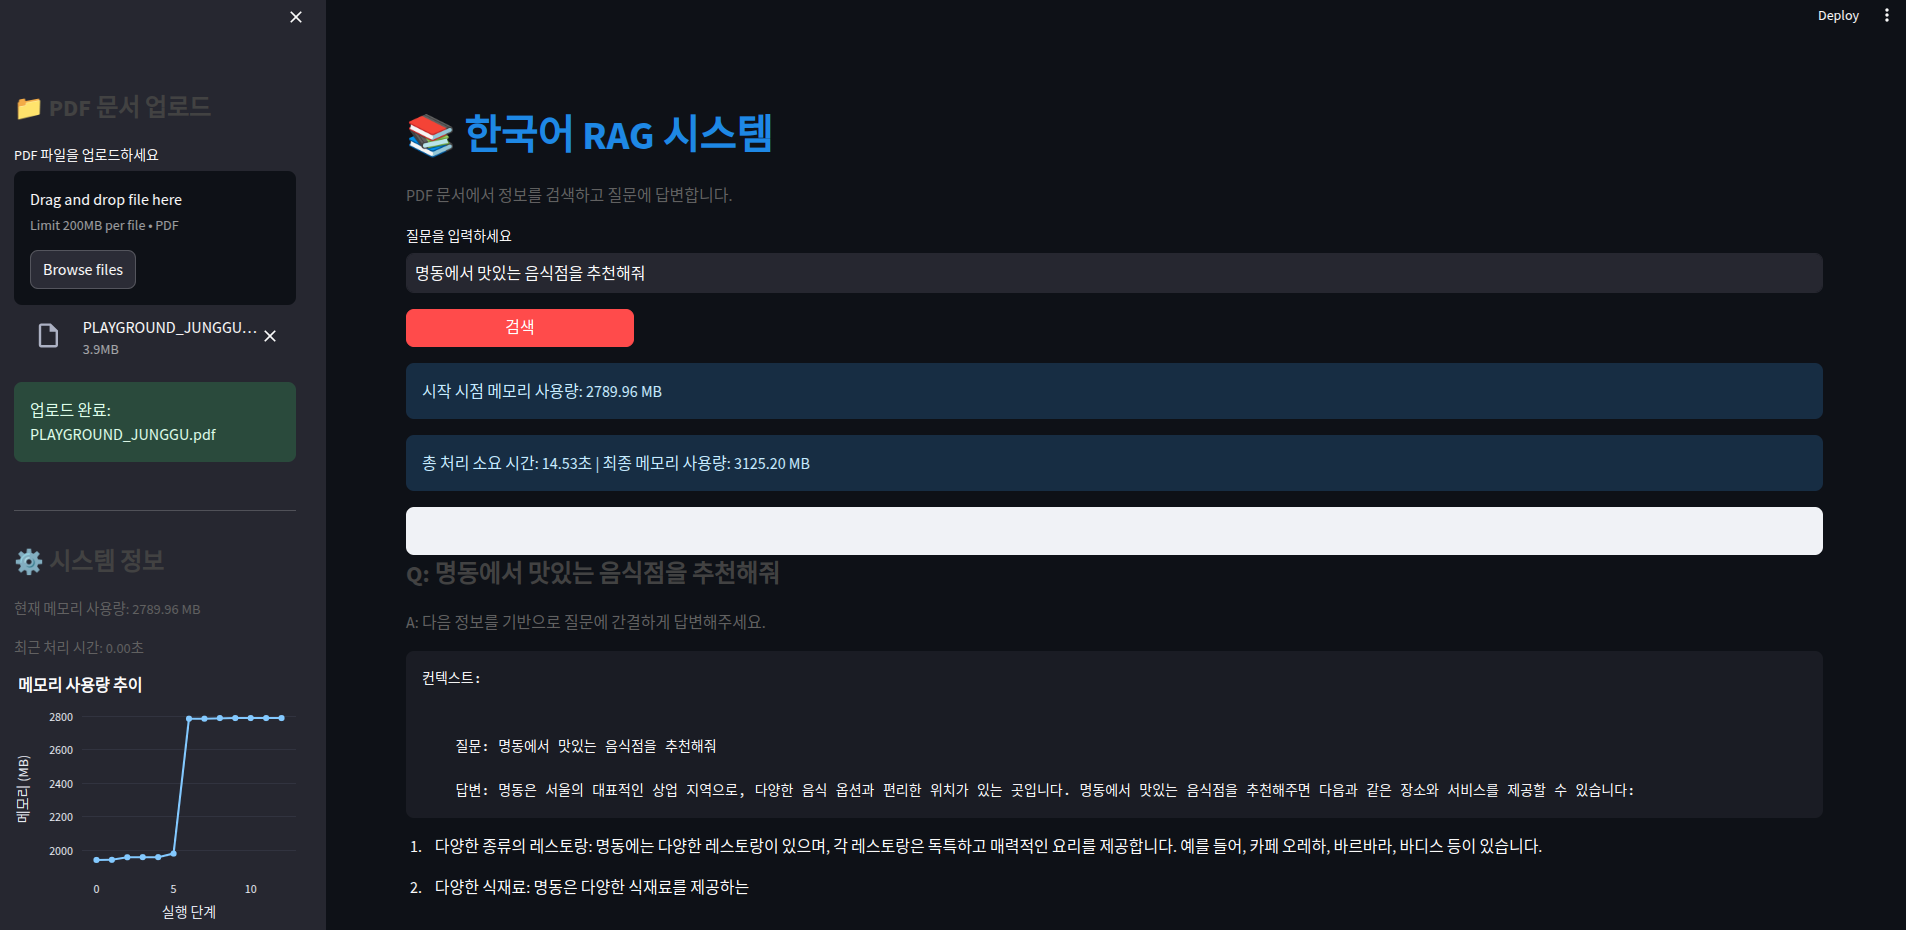 Deploy
PDF 문서 업로드
PDF 파일을 업로드하세요
Drag and drop file here
Limit 200MB per file • PDF
Browse files
PLAYGROUND_JUNGGU...
3.9MB
업로드 완료:
PLAYGROUND_JUNGGU.pdf
시스템 정보
현재 메모리 사용량: 2789.96 MB
최근 처리 시간: 0.00초
메모리 사용량 추이
메모리 (MB)
2800
2600
2400
2200
2000
0 5 10
실행 단계
한국어 RAG 시스템
PDF 문서에서 정보를 검색하고 질문에 답변합니다.
질문을 입력하세요
명동에서 맛있는 음식점을 추천해줘
검색
시작 시점 메모리 사용량: 2789.96 MB
총 처리 소요 시간: 14.53초 | 최종 메모리 사용량: 3125.20 MB
Q: 명동에서 맛있는 음식점을 추천해줘
A: 다음 정보를 기반으로 질문에 간결하게 답변해주세요.
컨텍스트:
질문: 명동에서 맛있는 음식점을 추천해줘
답변: 명동은 서울의 대표적인 상업 지역으로, 다양한 음식 옵션과 편리한 위치가 있는 곳입니다. 명동에서 맛있는 음식점을 추천해주면 다음과 같은 장소와 서비스를 제공할 수 있습니다:
1. 다양한 종류의 레스토랑: 명동에는 다양한 레스토랑이 있으며, 각 레스토랑은 독특하고 매력적인 요리를 제공합니다. 예를 들어, 카페 오레하, 바르바라, 바디스 등이 있습니다.
2. 다양한 식재료: 명동은 다양한 식재료를 제공하는